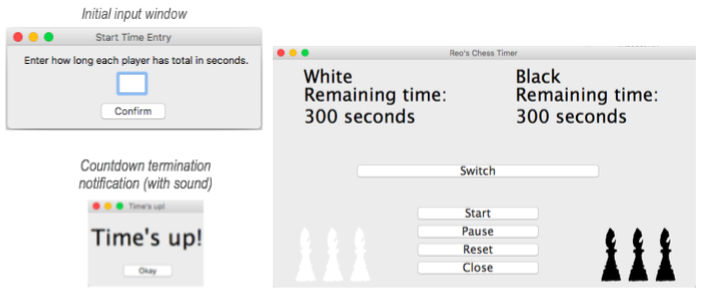 Initial input window
Start Time Entry
Enter how long each player has total in seconds.
Confirm
Countdown termination
notification (with sound)
Time's up!
Time's up!
Okay
Reo's Chess Timer
White
Remaining time:
300 seconds
Black
Remaining time:
300 seconds
Switch
Start
Pause
Reset
Close